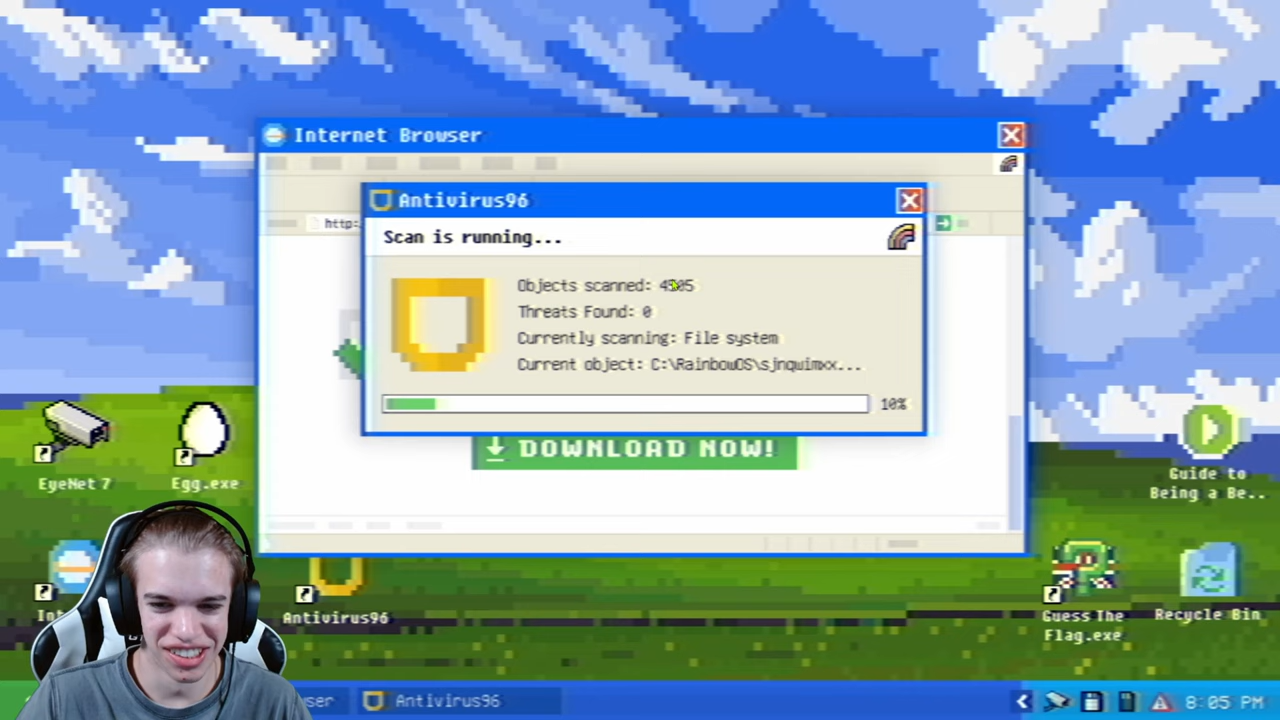 Internet Browser
http:
Antivirus96
Scan is running...
Objects scanned:
Threats Found: 0
Currently scanning: File system
Current object: C:\RainbowOS\sjnqwimxx...
10%
DOWNLOAD NOW!
EyeNet 7
Egg.exe
Guide to
Being a Be..
Antivirus96
Guess The
Flag.exe
Recycle Bin
Antivirus96
8:05 PM